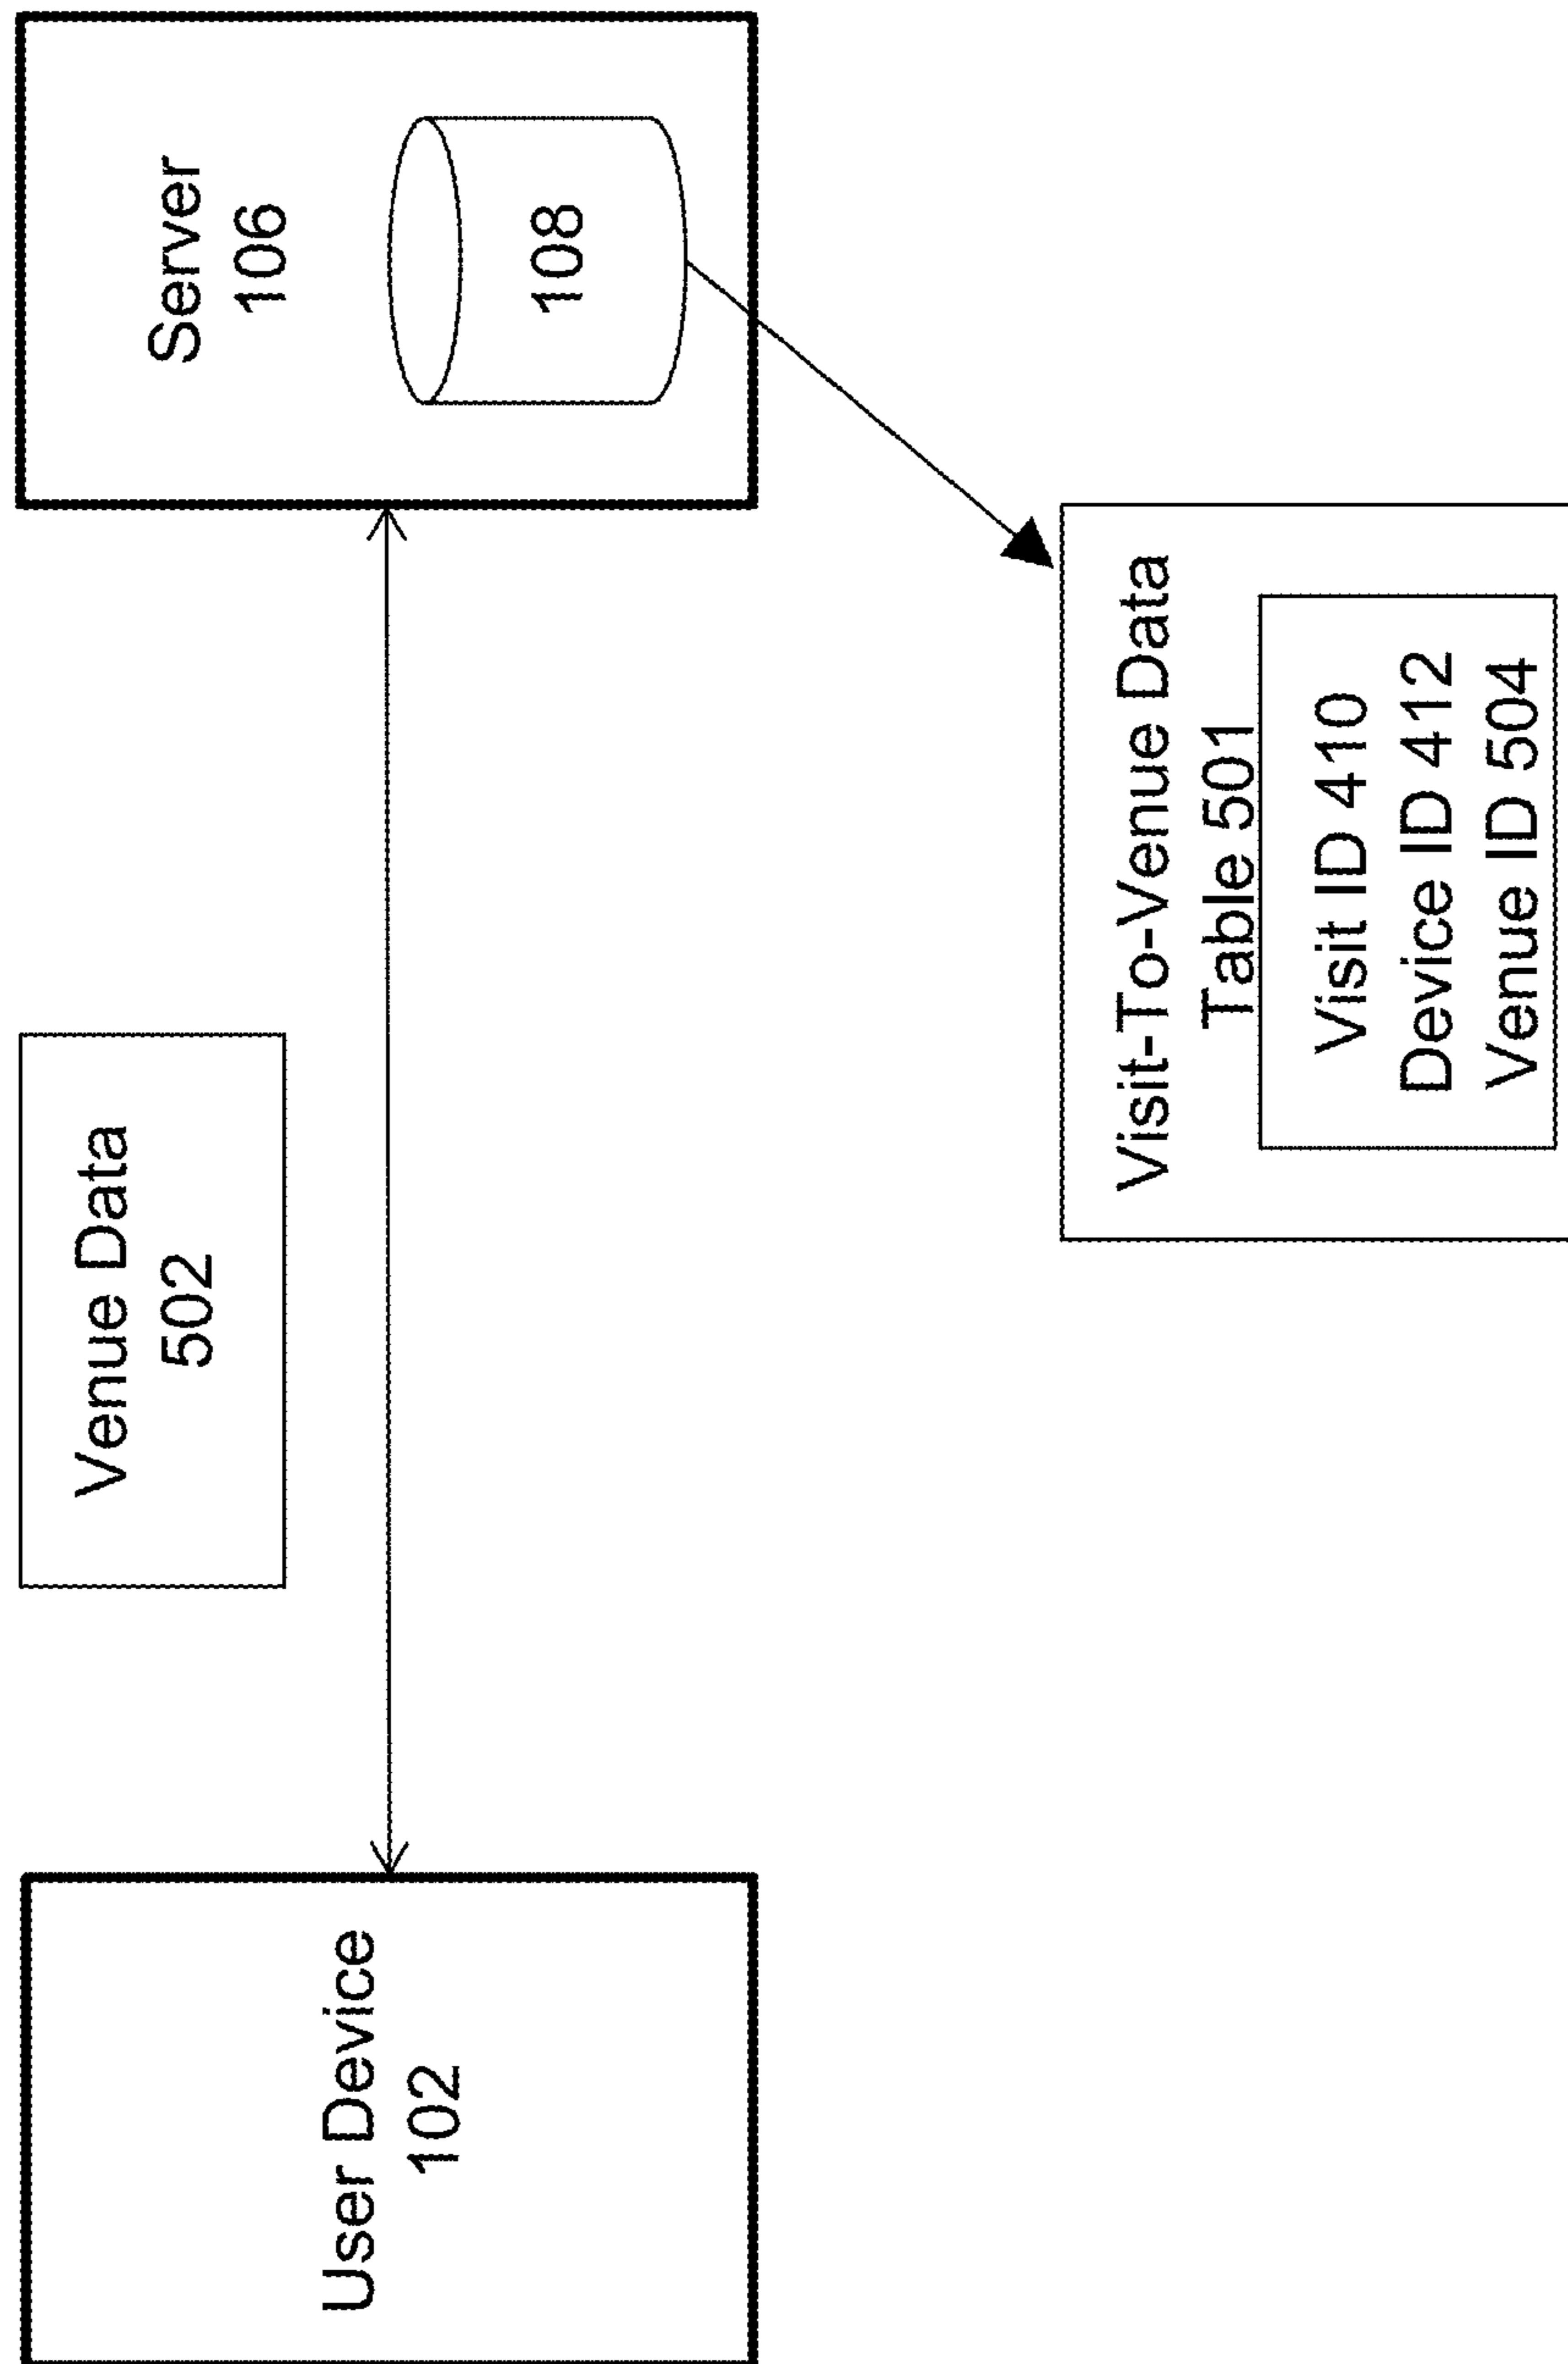 User Device
102
Venue Data
502
Server
106
108
Visit-To-Venue Data
Table 501
Visit ID 410
Device ID 412
Venue ID 504